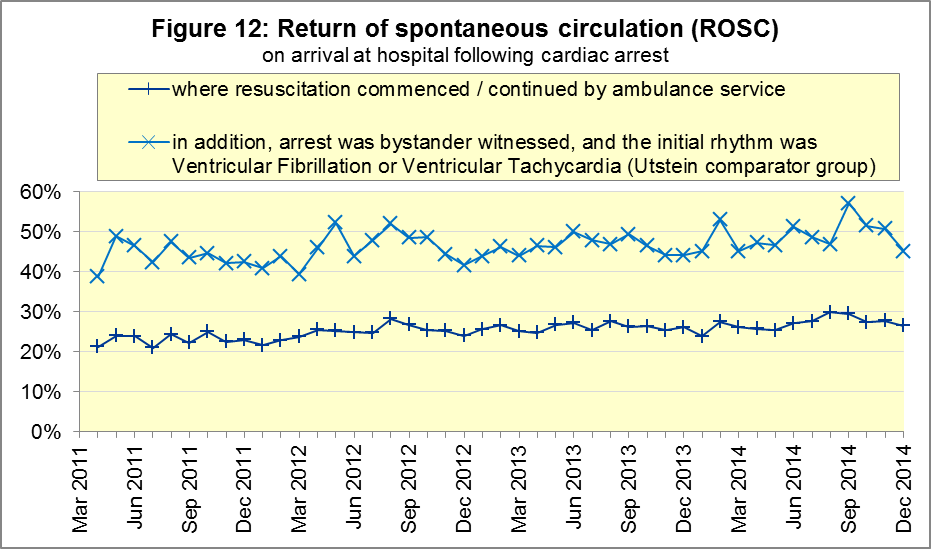 Figure 12: Return of spontaneous circulation (ROSC)
on arrival at hospital following cardiac arrest
where resuscitation commenced / continued by ambulance service
in addition, arrest was bystander witnessed, and the initial rhythm was
Ventricular Fibrillation or Ventricular Tachycardia (Utstein comparator group)
60%
50%
40%
30%
20%
10%
0%
Mar 2011
Jun 2011
Sep 2011
Dec 2011
Mar 2012
Jun 2012
Sep 2012
Dec 2012
Mar 2013
Jun 2013
Sep 2013
Dec 2013
Mar 2014
Jun 2014
Sep 2014
Dec 2014